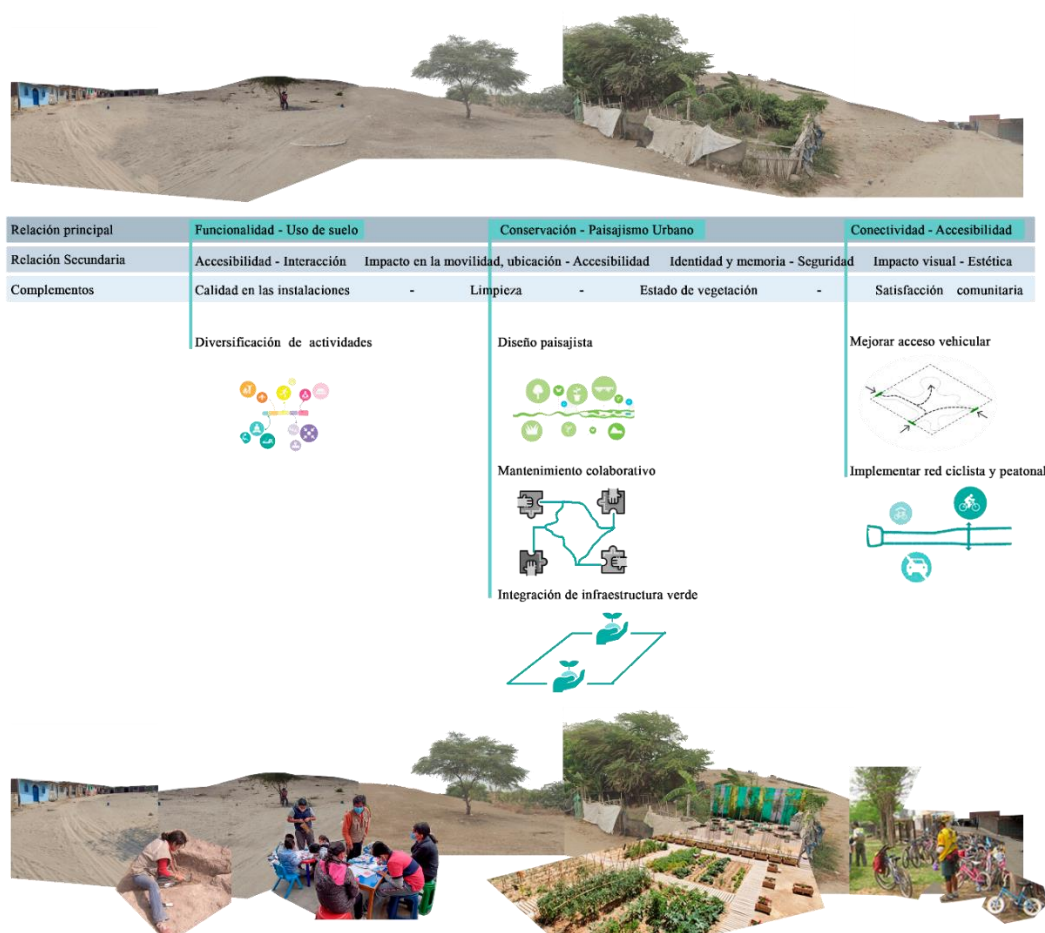 Relación principal Funcionalidad - Uso de suelo Conservación - Paisajismo Urbano Conectividad - Accesibilidad
Relación Secundaria Accesibilidad - Interacción Impacto en la movilidad, ubicación - Accesibilidad Identidad y memoria - Seguridad Impacto visual - Estética
Complementos Calidad en las instalaciones - Limpieza - Estado de vegetación - Satisfacción comunitaria
Diversificación de actividades
Diseño paisajista
Mejorar acceso vehicular
Mantenimiento colaborativo
Implementar red ciclista y peatonal
Integración de infraestructura verde